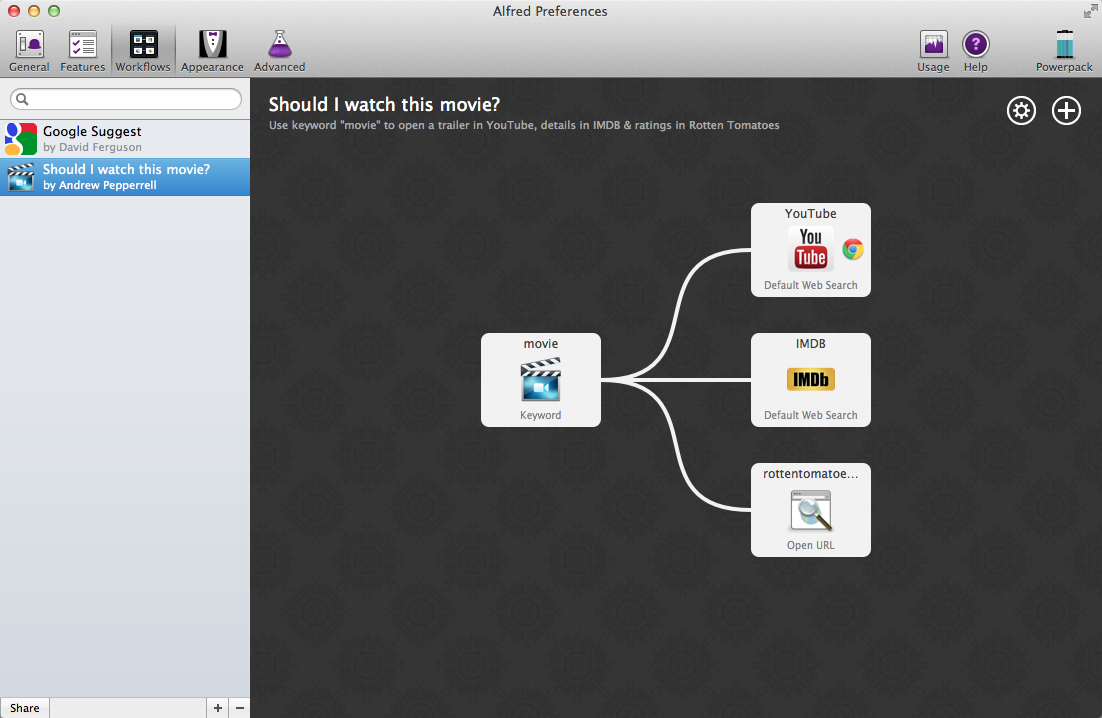 Alfred Preferences
General
Features
Workflows
Appearance
Advanced
Usage
Help
Powerpack
Google Suggest
by David Ferguson
Should I watch this movie?
by Andrew Pepperrell
Share
+
−
Should I watch this movie?
Use keyword "movie" to open a trailer in YouTube, details in IMDB & ratings in Rotten Tomatoes
movie
Keyword
YouTube
You
Tube
Default Web Search
IMDB
IMDb
Default Web Search
rottentomatoe...
Open URL